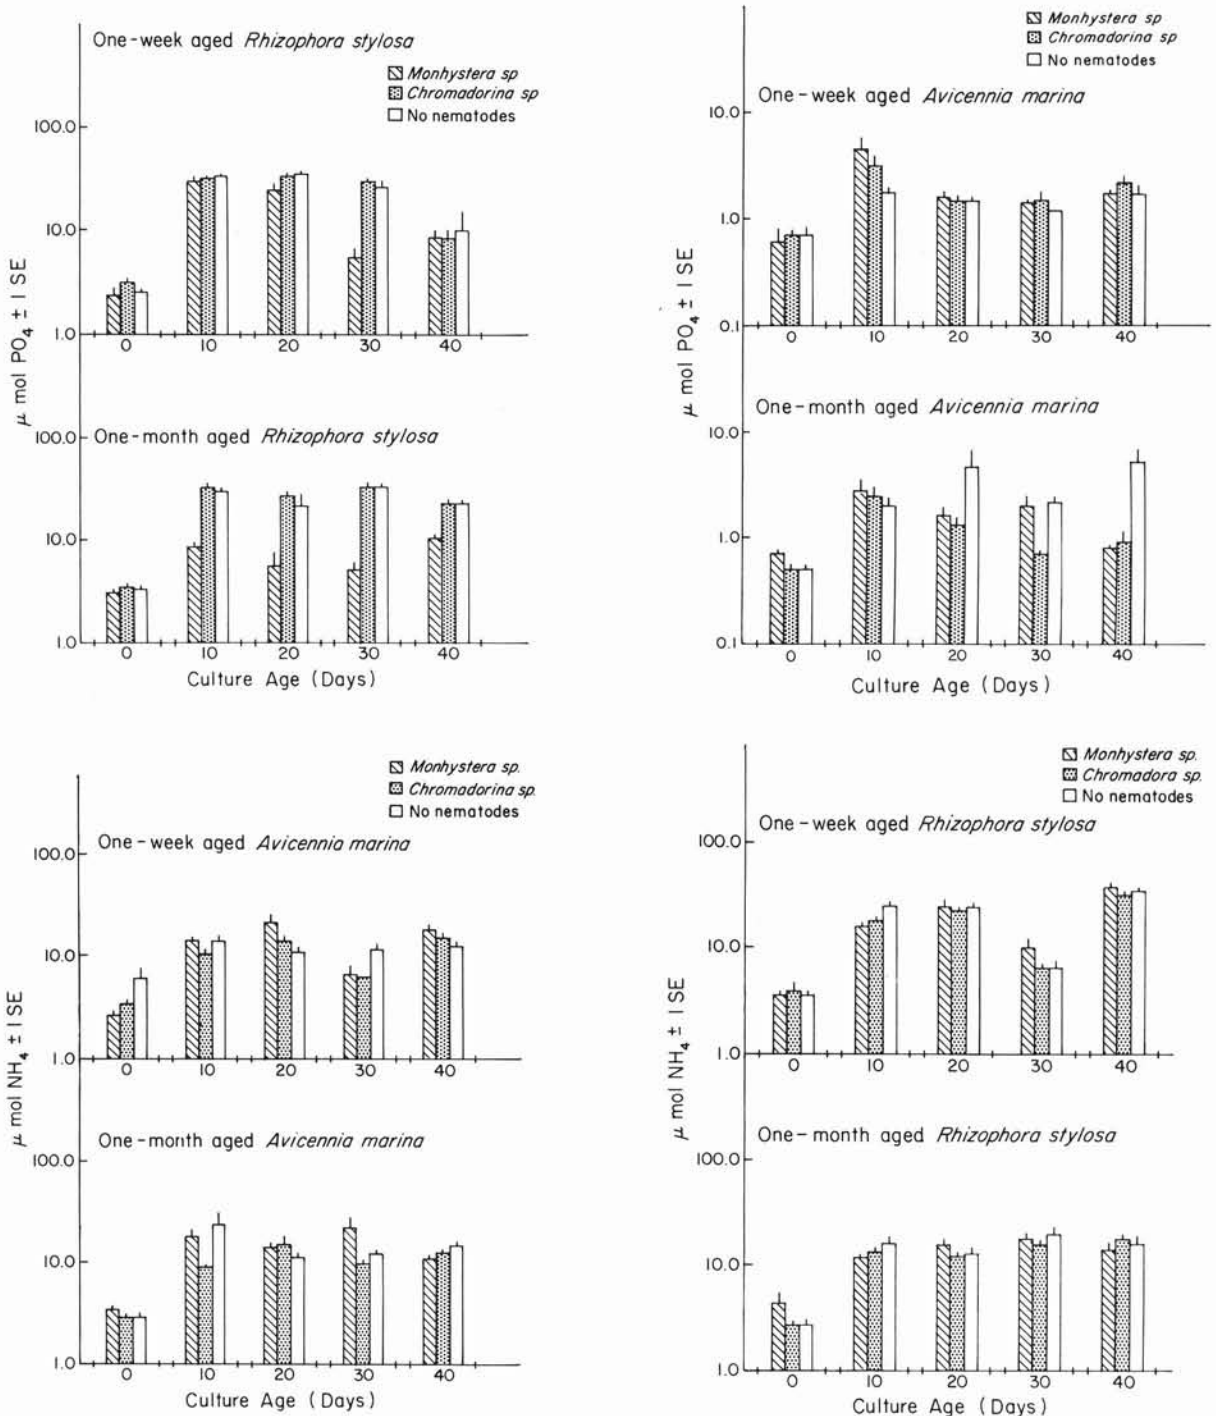 One-week aged Rhizophora stylosa
Monhystera sp
Chromadorina sp
No nematodes
100.0
10.0
1.0
0 10 20 30 40
μ mol PO₄ ± 1 SE
One-month aged Rhizophora stylosa
100.0
10.0
1.0
0 10 20 30 40
Culture Age (Days)
Monhystera sp
Chromadorina sp
No nematodes
One-week aged Avicennia marina
10.0
1.0
0.1
0 10 20 30 40
μ mol PO₄ ± 1 SE
One-month aged Avicennia marina
10.0
1.0
0.1
0 10 20 30 40
Culture Age (Days)
Monhystera sp.
Chromadorina sp.
No nematodes
One-week aged Avicennia marina
100.0
10.0
1.0
0 10 20 30 40
μ mol NH₄ ± 1 SE
One-month aged Avicennia marina
100.0
10.0
1.0
0 10 20 30 40
Culture Age (Days)
Monhystera sp.
Chromadora sp.
No nematodes
One-week aged Rhizophora stylosa
100.0
10.0
1.0
0 10 20 30 40
μ mol NH₄ ± 1 SE
One-month aged Rhizophora stylosa
100.0
10.0
1.0
0 10 20 30 40
Culture Age (Days)